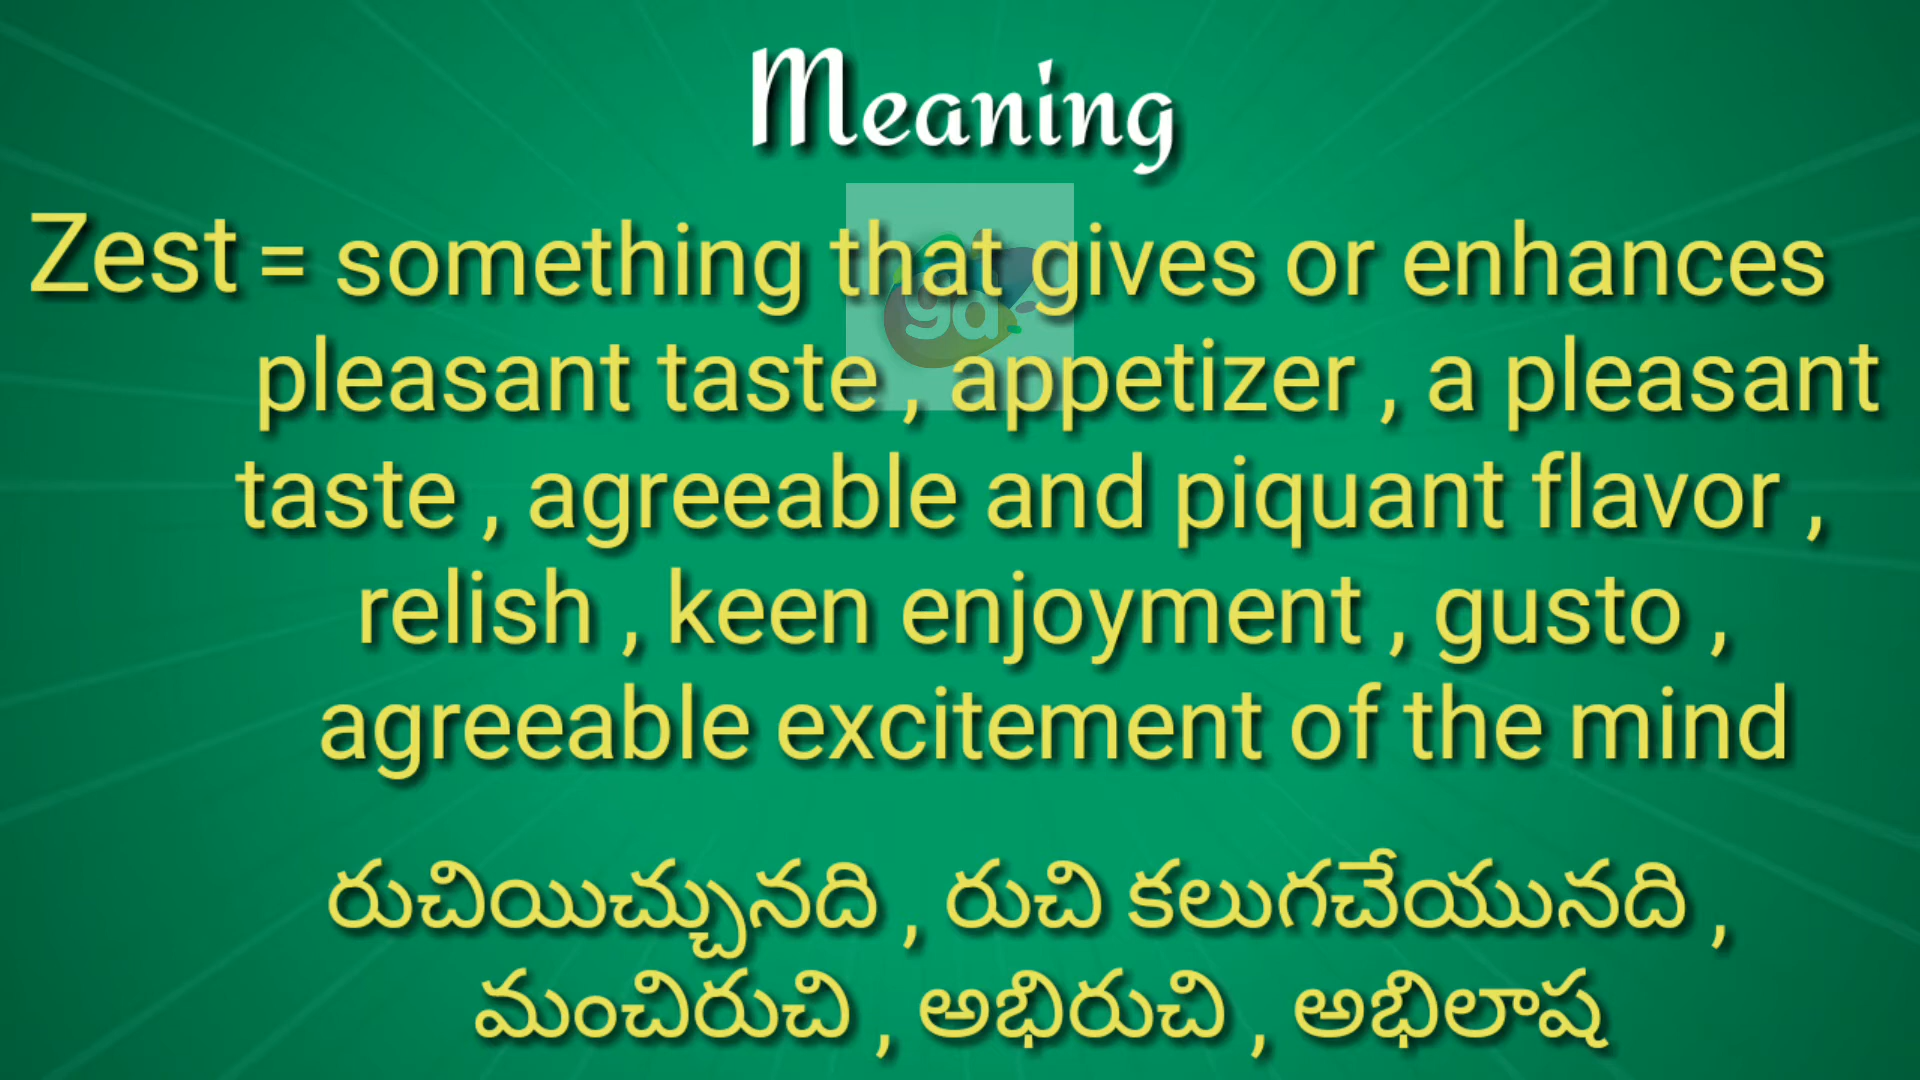 Meaning
Zest = something that gives or enhances
pleasant taste , appetizer , a pleasant
taste , agreeable and piquant flavor ,
relish , keen enjoyment , gusto ,
agreeable excitement of the mind
రుచియిచ్చునది , రుచి కలుగచేయునది ,
మంచిరుచి , అభిరుచి , అభిలాష
ga